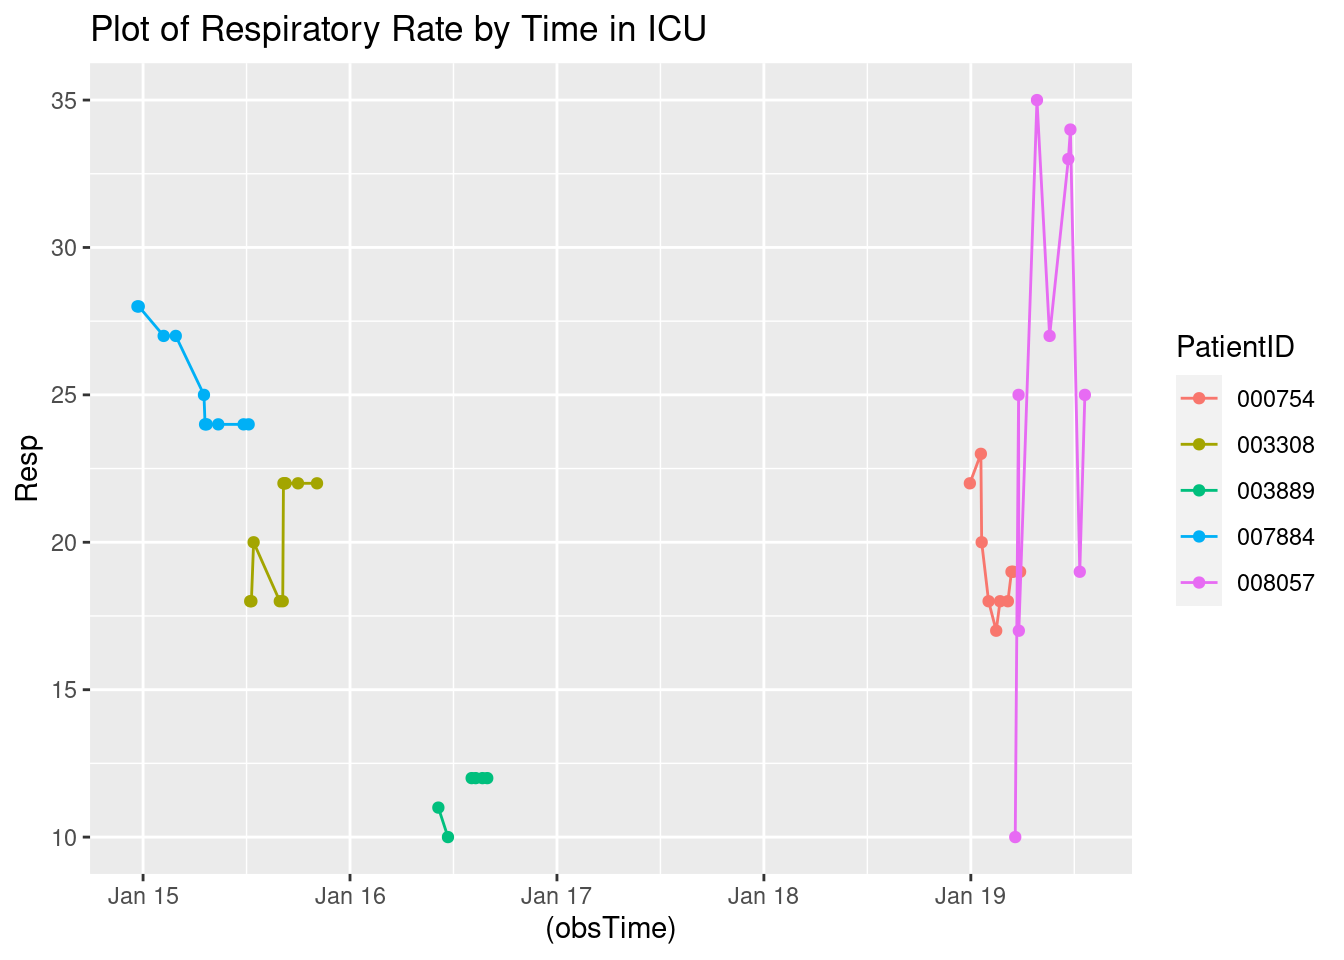 Plot of Respiratory Rate by Time in ICU
35
30
25
20
15
10
Resp
Jan 15 Jan 16 Jan 17 Jan 18 Jan 19
(obsTime)
PatientID
000754
003308
003889
007884
008057